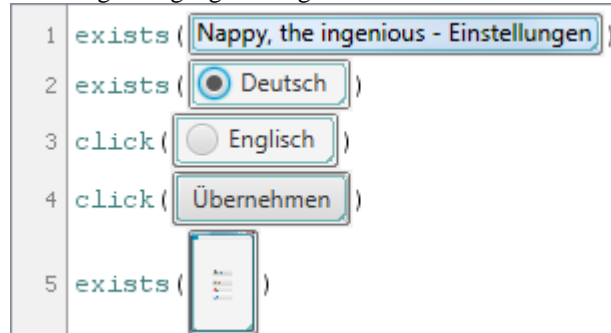 1 exists( Nappy, the ingenious - Einstellungen )
2 exists( Deutsch )
3 click( Englisch )
4 click( Übernehmen )
5 exists( )